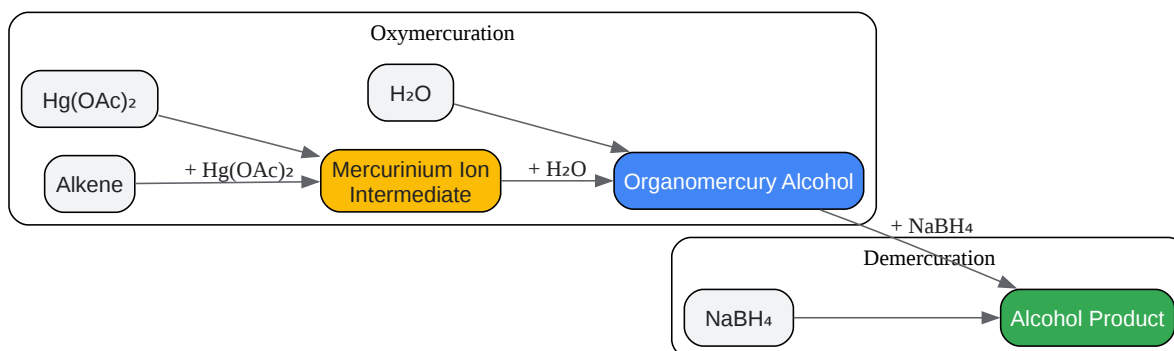 Oxymercuration
Hg(OAc)₂
H₂O
Alkene
+ Hg(OAc)₂
Mercurinium Ion
Intermediate
+ H₂O
Organomercury Alcohol
+ NaBH₄
Demercuration
NaBH₄
Alcohol Product